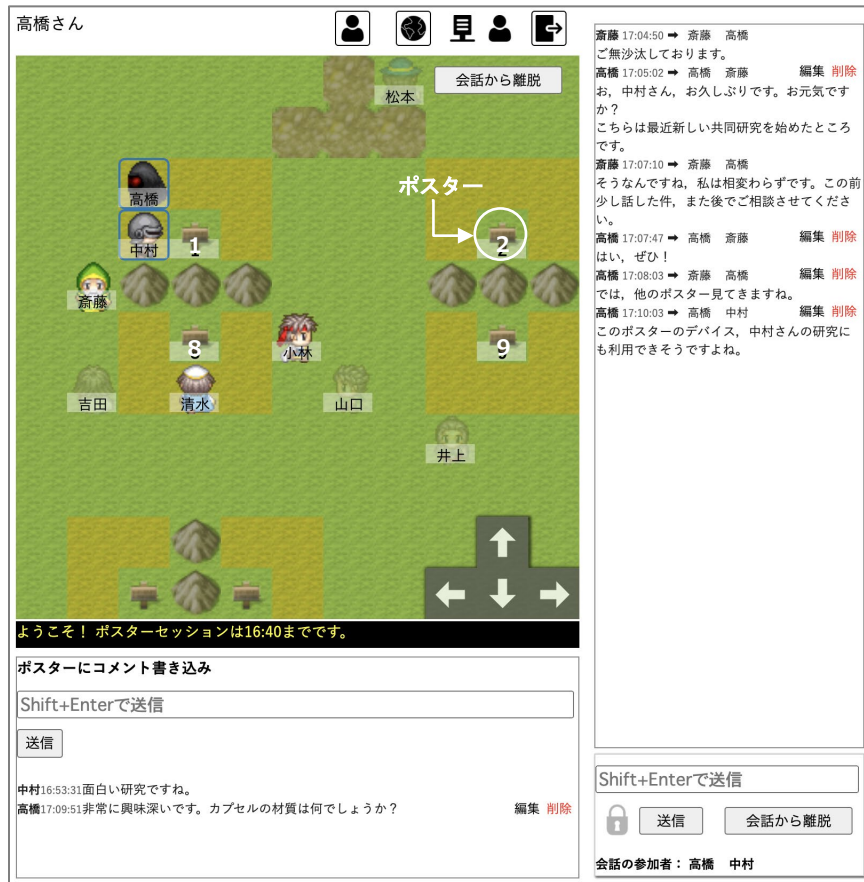 高橋さん
会話から離脱
松本
高橋
ポスター
中村
1
2
斎藤
8
小林
9
吉田
清水
山口
井上
ようこそ! ポスターセッションは16:40までです。
ポスターにコメント書き込み
Shift+Enterで送信
送信
中村16:53:31面白い研究ですね。
高橋17:09:51非常に興味深いです。カプセルの材質は何でしょうか? 編集 削除
斎藤 17:04:50 ➡ 斎藤 高橋
ご無沙汰しております。
高橋 17:05:02 ➡ 高橋 斎藤 編集 削除
お,中村さん,お久しぶりです。お元気です
か?
こちらは最近新しい共同研究を始めたところ
です。
斎藤 17:07:10 ➡ 斎藤 高橋
そうなんですね,私は相変わらずです。この前
少し話した件,また後でご相談させてくださ
い。
高橋 17:07:47 ➡ 高橋 斎藤 編集 削除
はい,ぜひ!
高橋 17:08:03 ➡ 斎藤 高橋 編集 削除
では,他のポスター見てきますね。
高橋 17:10:03 ➡ 高橋 中村 編集 削除
このポスターのデバイス,中村さんの研究に
も利用できそうですよね。
Shift+Enterで送信
送信 会話から離脱
会話の参加者: 高橋 中村